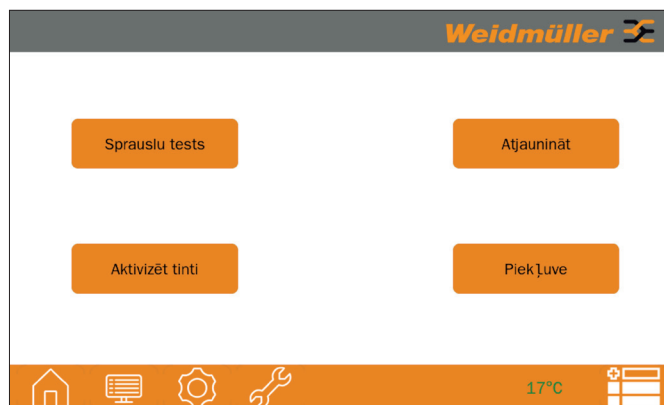 Weidmüller
Sprauslu tests
Atjaunināt
Aktivizēt tinti
Piekļuve
17°C